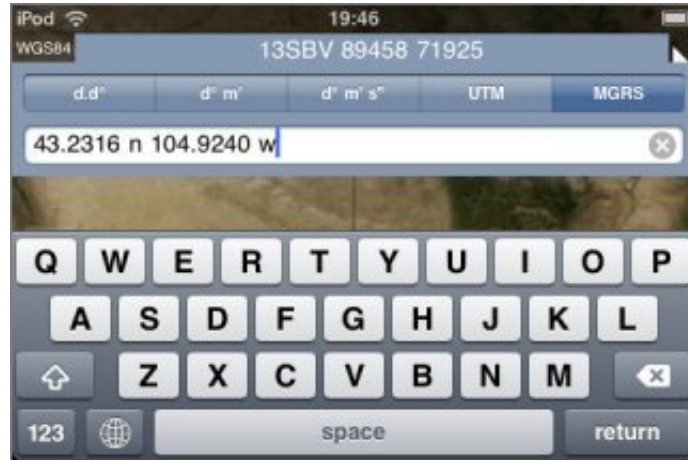 iPod 19:46
WGS84 13SBV 89458 71925
d.d° d° m' d° m' s" UTM MGRS
43.2316 n 104.9240 w
Q W E R T Y U I O P
A S D F G H J K L
Z X C V B N M
123 space return